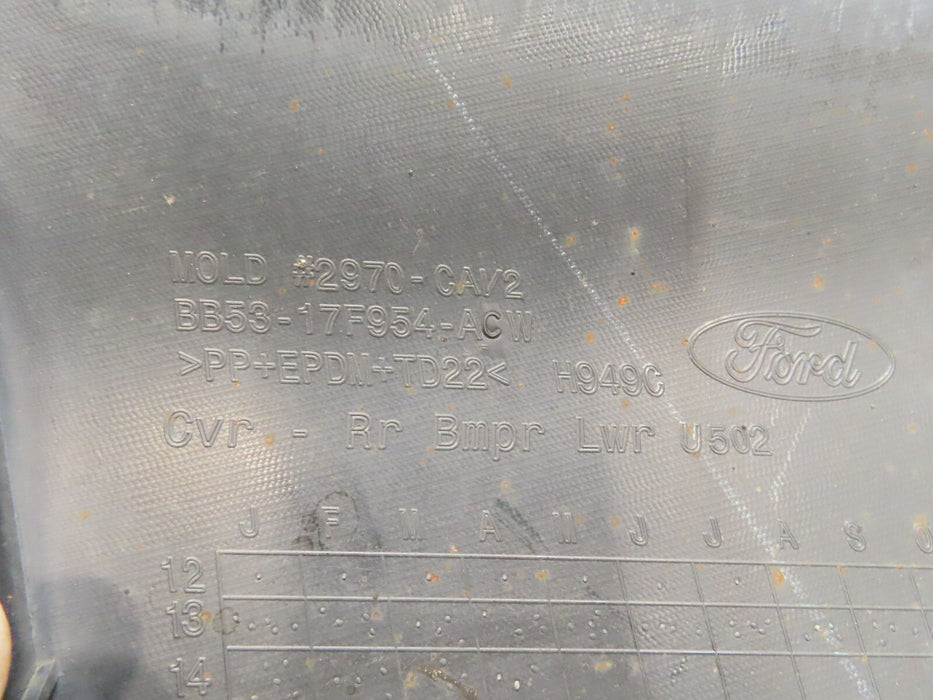 MOLD #2970-CAV2
BB53-17F954-ACW
>PP+EPDM+TD22< H949C
Ford
Cvr - Rr Bmpr Lwr U502
J F M A M J J A S O
12
13
14